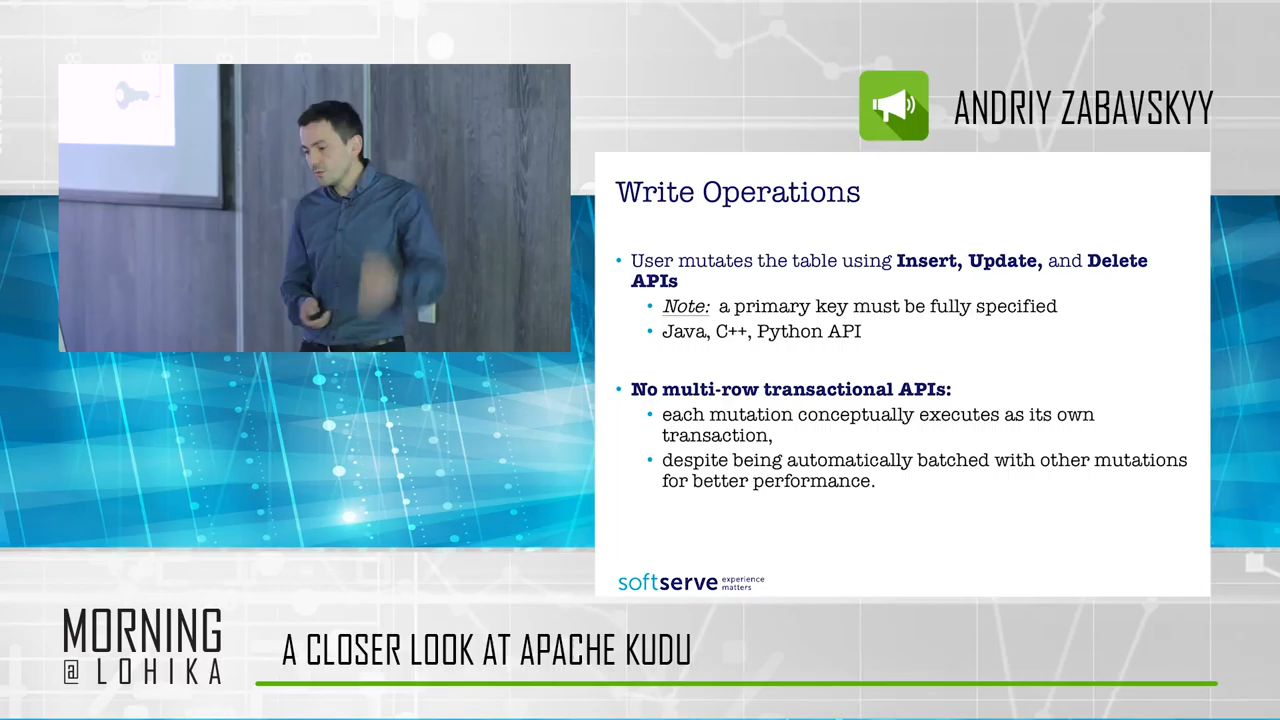 ANDRIY ZABAVSKYY
Write Operations
• User mutates the table using Insert, Update, and Delete
APIs
• Note: a primary key must be fully specified
• Java, C++, Python API
• No multi-row transactional APIs:
• each mutation conceptually executes as its own
transaction,
• despite being automatically batched with other mutations
for better performance.
softserve experience
matters
MORNING
@ LOHIKA
A CLOSER LOOK AT APACHE KUDU